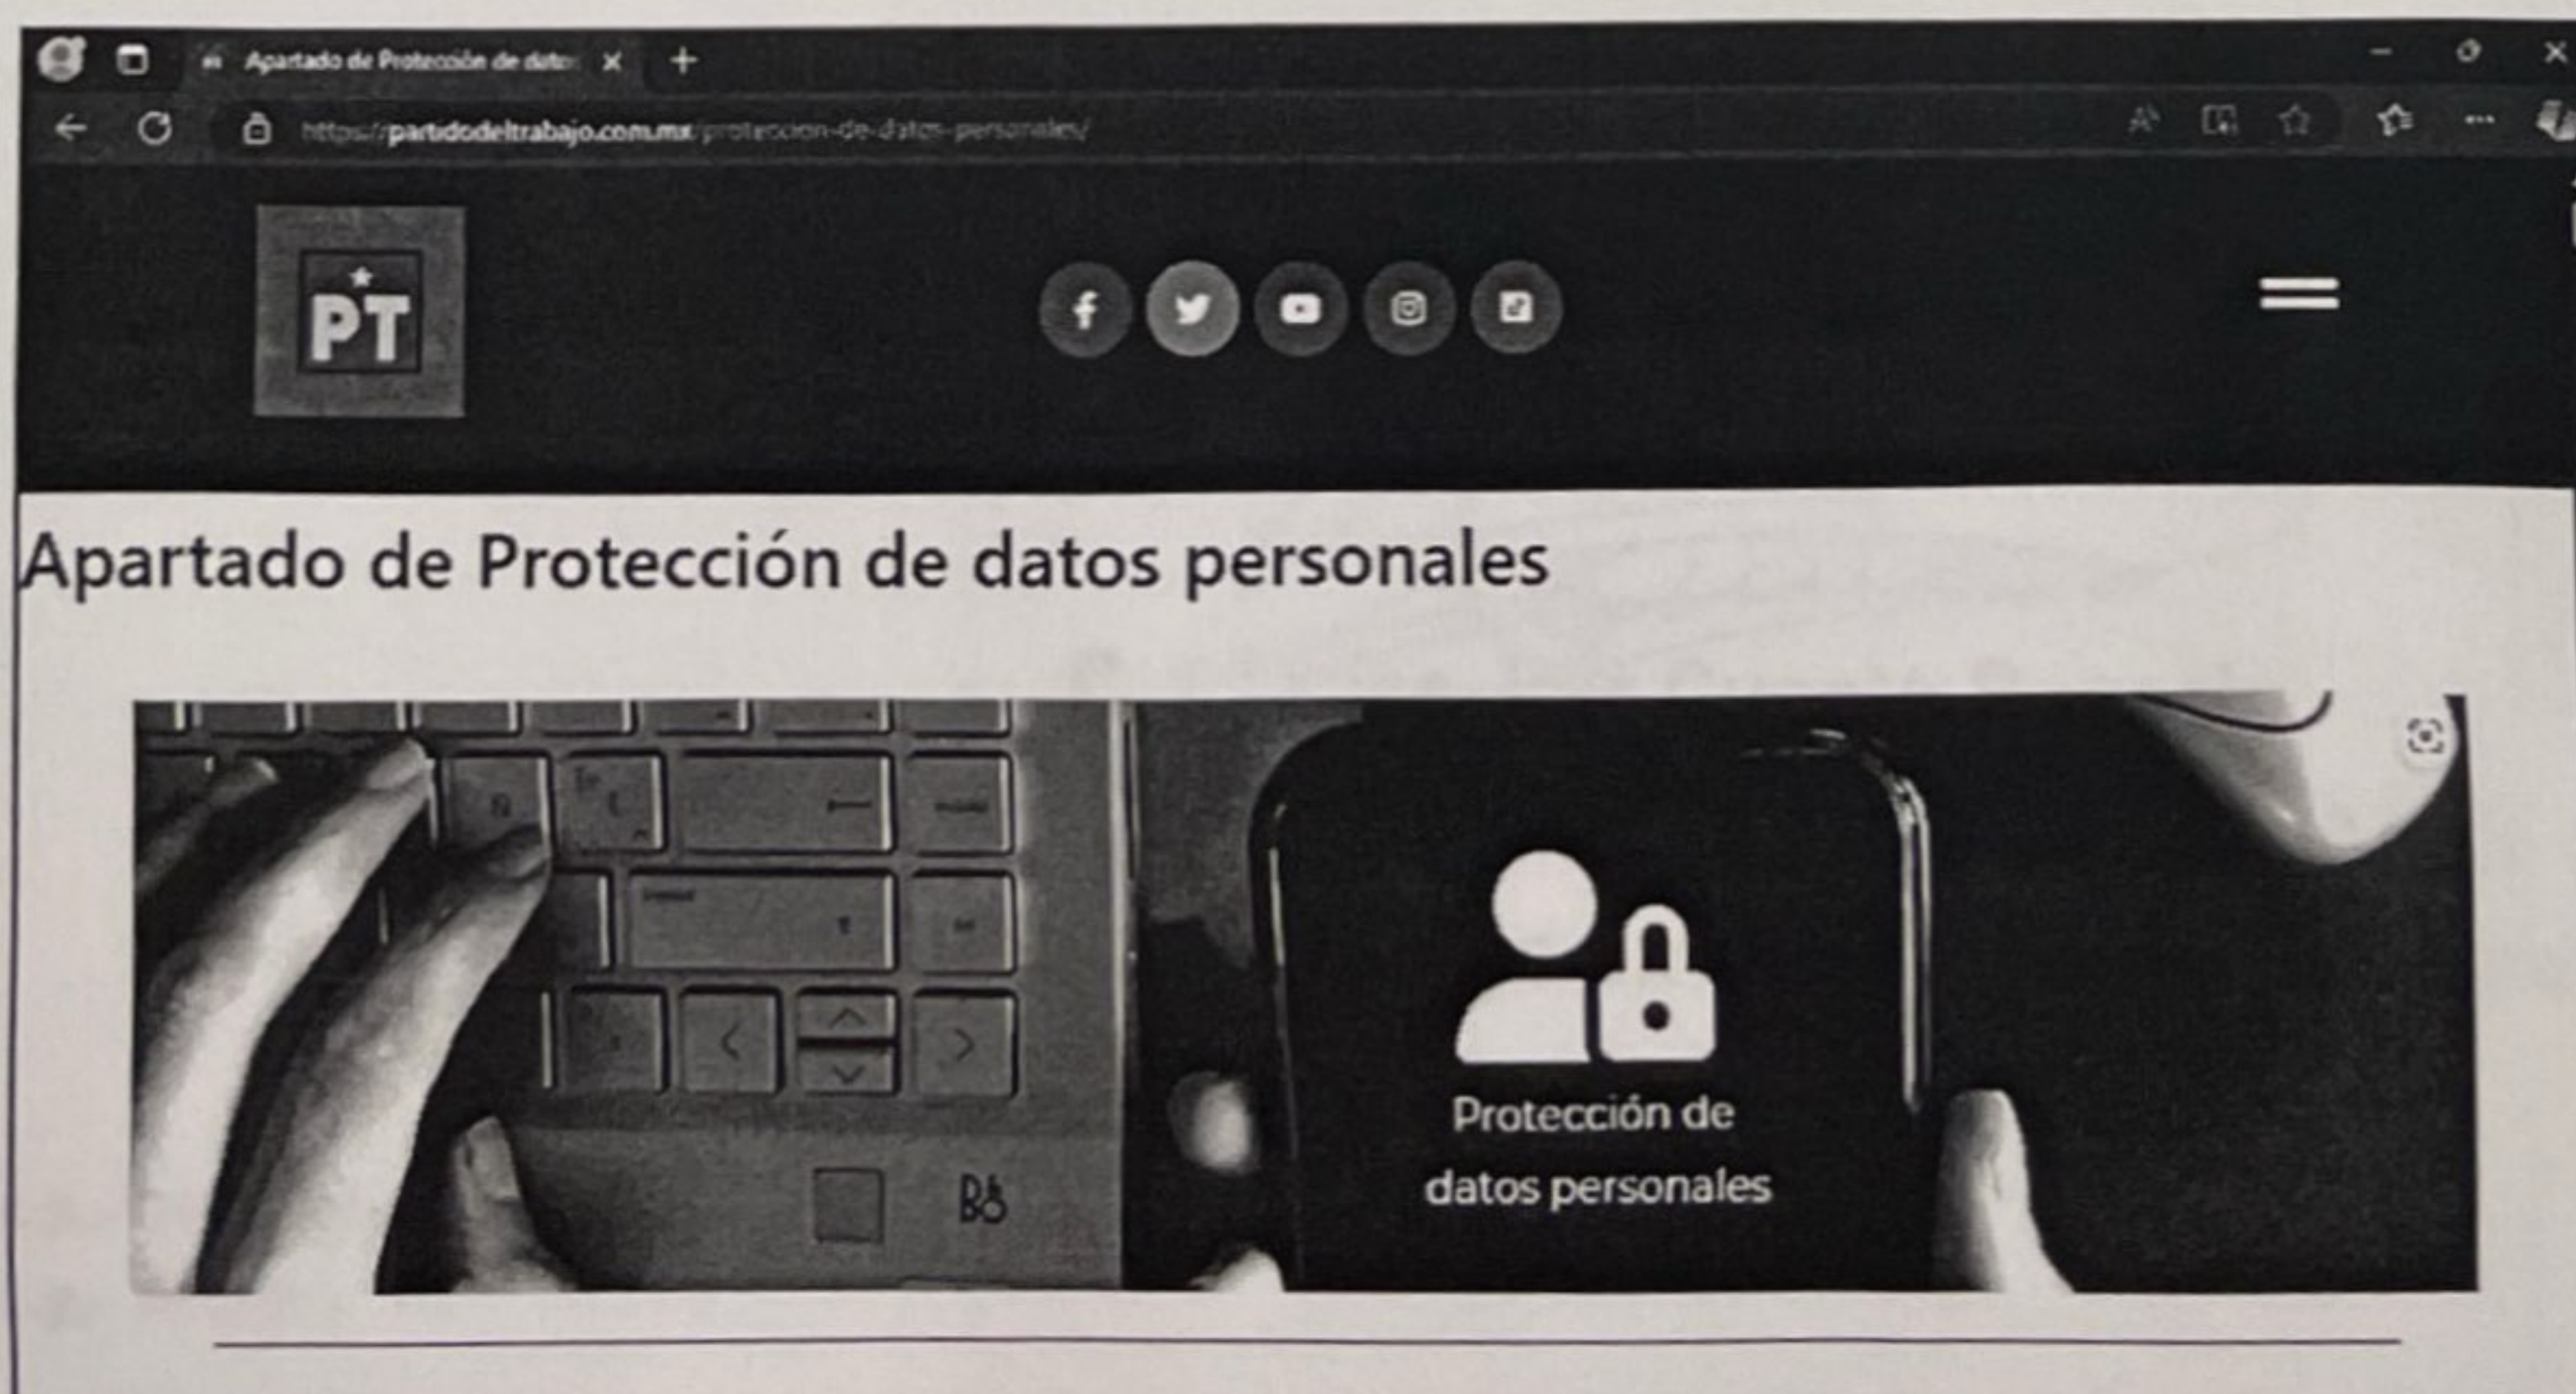 Apartado de Protección de datos
https://partidodeltrabajo.com.mx/proteccion-de-datos-personales/
PT
Apartado de Protección de datos personales
Ñ
Protección de
datos personales
B&O